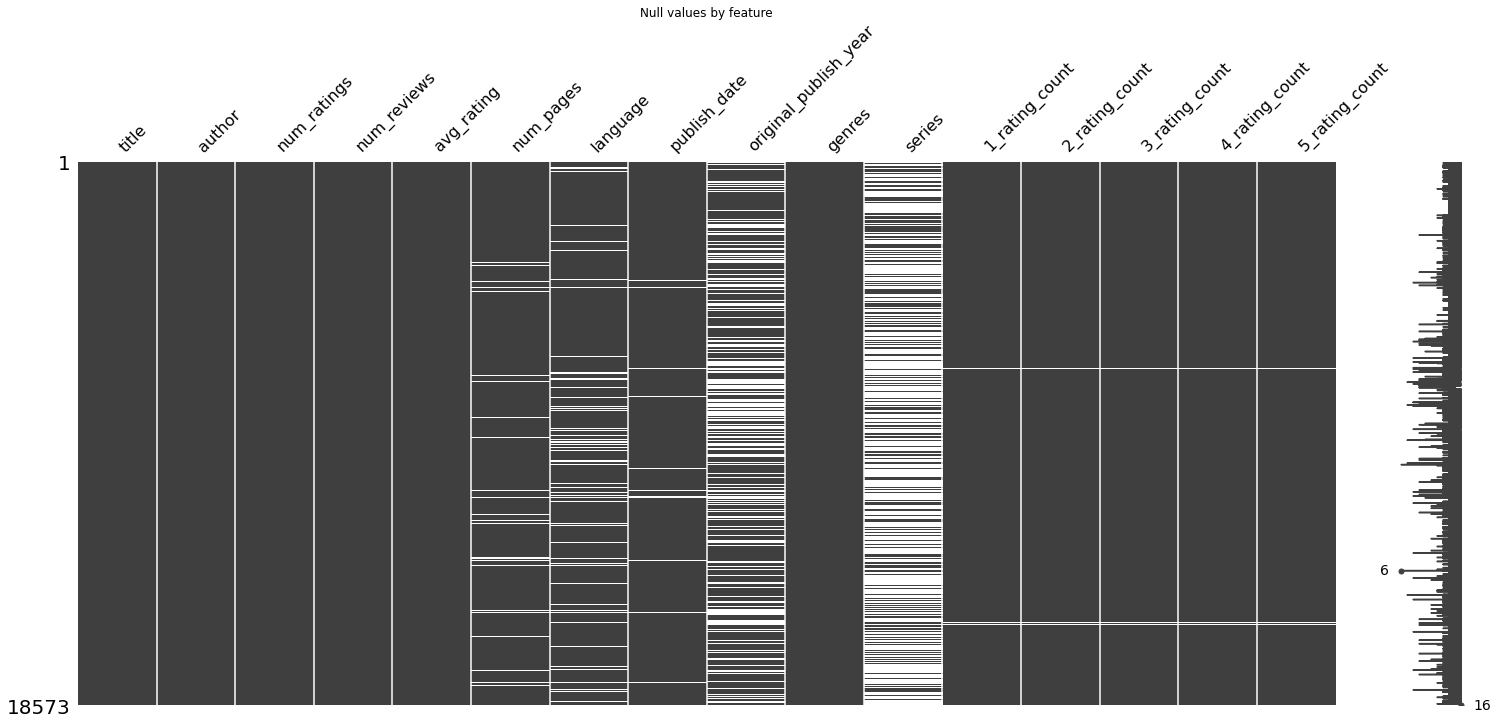 Null values by feature
title
author
num_ratings
num_reviews
avg_rating
num_pages
language
publish_date
original_publish_year
genres
series
1_rating_count
2_rating_count
3_rating_count
4_rating_count
5_rating_count
1
6
18573
16